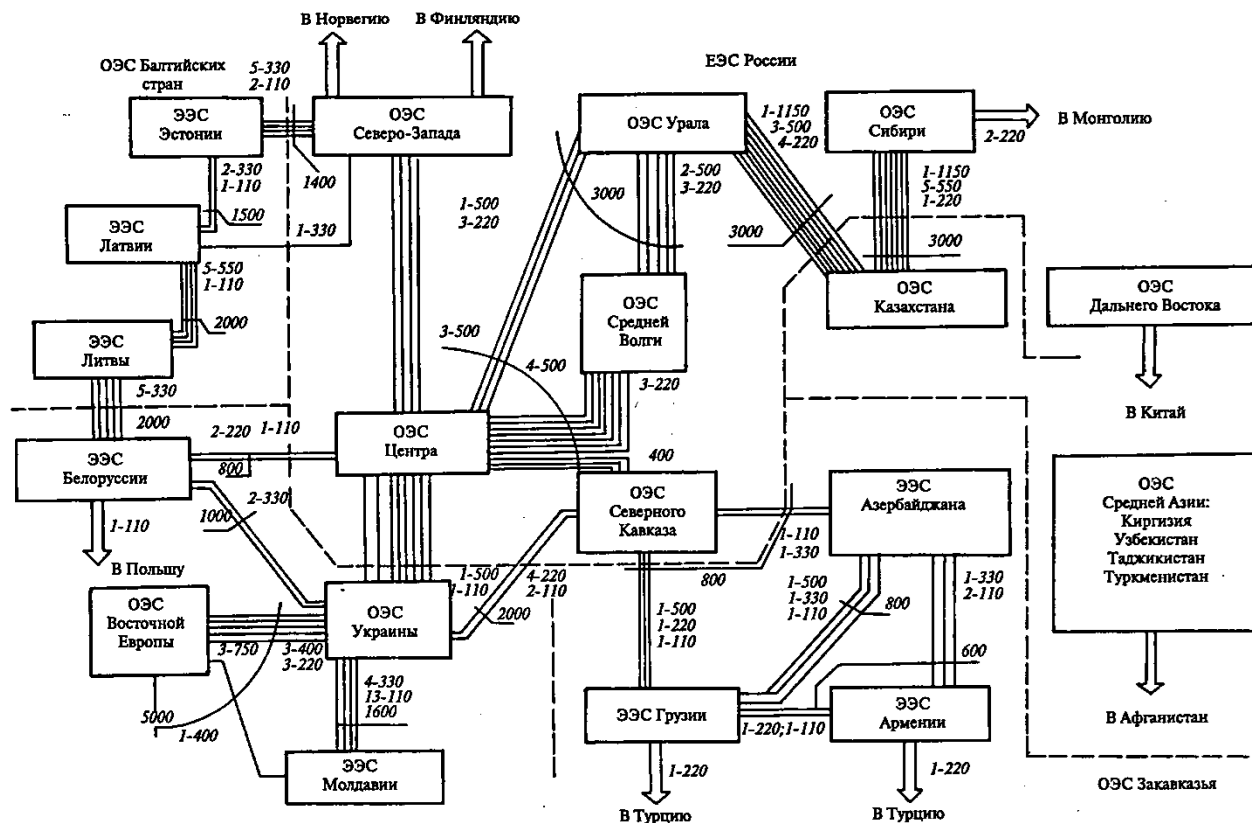 В Норвегию
В Финляндию
ОЭС Балтийских
стран
5-330
2-110
ЕЭС России
ЭЭС
Эстонии
ОЭС
Северо-Запада
ОЭС Урала
1-1150
3-500
4-220
ОЭС
Сибири
2-220
В Монголию
2-330
1-110
1400
1500
1-330
1-500
3-220
3000
2-500
3-220
3000
1-1150
5-550
1-220
3000
ЭЭС
Латвии
5-550
1-110
2000
ОЭС
Средней
Волги
ОЭС
Казахстана
ОЭС
Дальнего Востока
ЭЭС
Литвы
5-330
2000
3-500
4-500
3-220
В Китай
2-220
1-110
800
ОЭС
Центра
400
ЭЭС
Белоруссии
1000
2-330
1-110
В Польшу
ОЭС
Северного
Кавказа
ЭЭС
Азербайджана
1-110
1-330
800
ОЭС
Средней Азии:
Киргизия
Узбекистан
Таджикистан
Туркменистан
ОЭС
Восточной
Европы
ОЭС
Украины
1-500
1-110
4-220
2-110
2000
1-500
1-220
1-110
1-500
1-330
1-110
800
1-330
2-110
600
3-750
3-400
3-220
4-330
13-110
1600
5000
1-400
ЭЭС
Молдавии
ЭЭС Грузии
1-220;1-110
ЭЭС
Армении
В Афганистан
1-220
В Турцию
1-220
В Турцию
ОЭС Закавказья